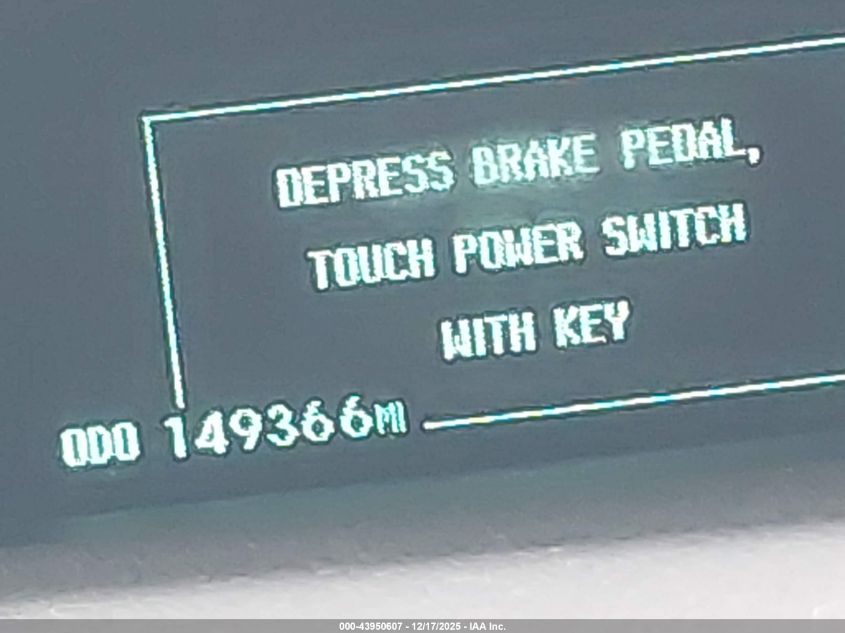 DEPRESS BRAKE PEDAL,
TOUCH POWER SWITCH
WITH KEY
ODO 149366MI
000-43950607 - 12/17/2025 - IAA Inc.